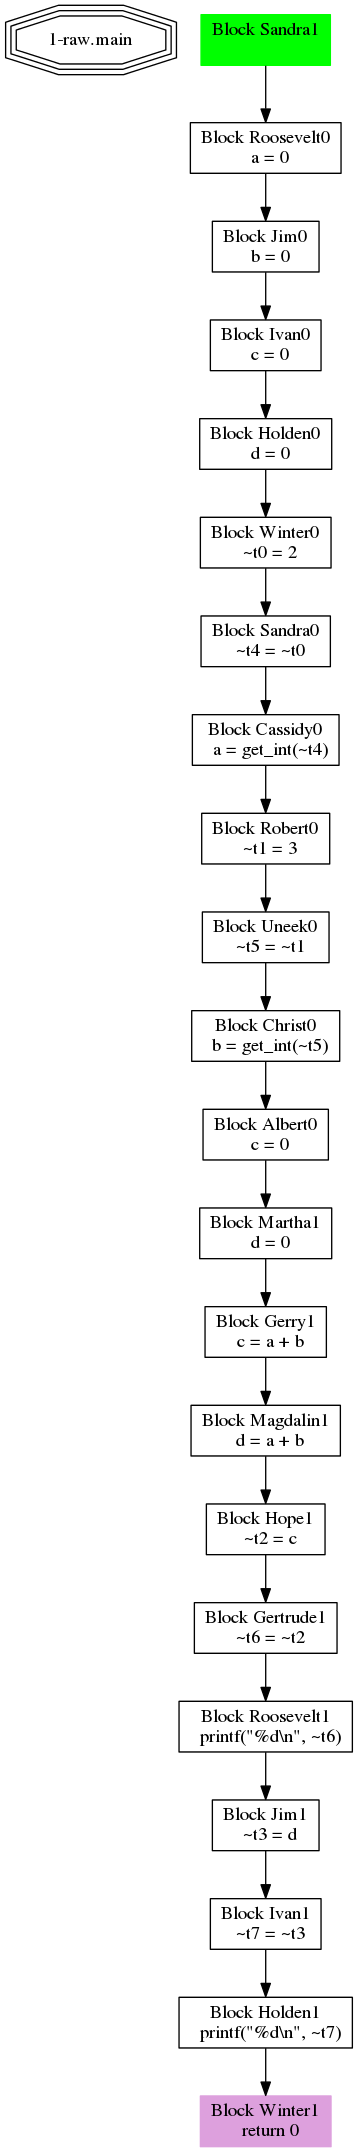 1-raw.main
Block Sandra1
Block Roosevelt0
a = 0
Block Jim0
b = 0
Block Ivan0
c = 0
Block Holden0
d = 0
Block Winter0
~t0 = 2
Block Sandra0
~t4 = ~t0
Block Cassidy0
a = get_int(~t4)
Block Robert0
~t1 = 3
Block Uneek0
~t5 = ~t1
Block Christ0
b = get_int(~t5)
Block Albert0
c = 0
Block Martha1
d = 0
Block Gerry1
c = a + b
Block Magdalin1
d = a + b
Block Hope1
~t2 = c
Block Gertrude1
~t6 = ~t2
Block Roosevelt1
printf("%d\n", ~t6)
Block Jim1
~t3 = d
Block Ivan1
~t7 = ~t3
Block Holden1
printf("%d\n", ~t7)
Block Winter1
return 0